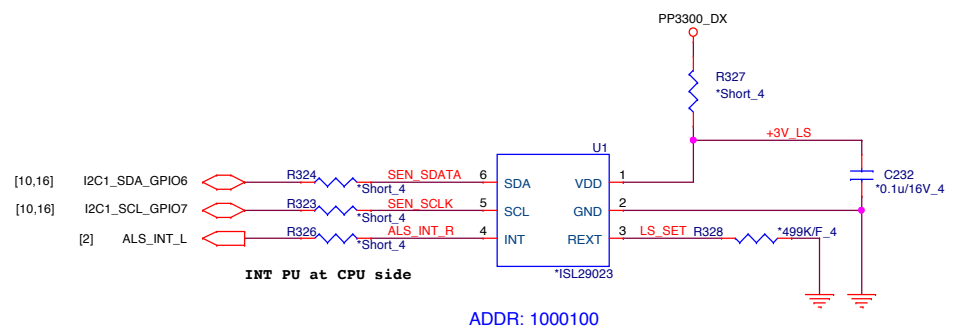 PP3300_DX
R327
*Short_4
+3V_LS
U1
[10,16] I2C1_SDA_GPIO6 R324 SEN_SDATA 6 SDA VDD 1 C232
*Short_4 *0.1u/16V_4
[10,16] I2C1_SCL_GPIO7 R323 SEN_SCLK 5 SCL GND 2
*Short_4
[2] ALS_INT_L R326 ALS_INT_R 4 INT REXT 3 LS_SET R328 *499K/F_4
*Short_4
INT PU at CPU side *ISL29023
ADDR: 1000100